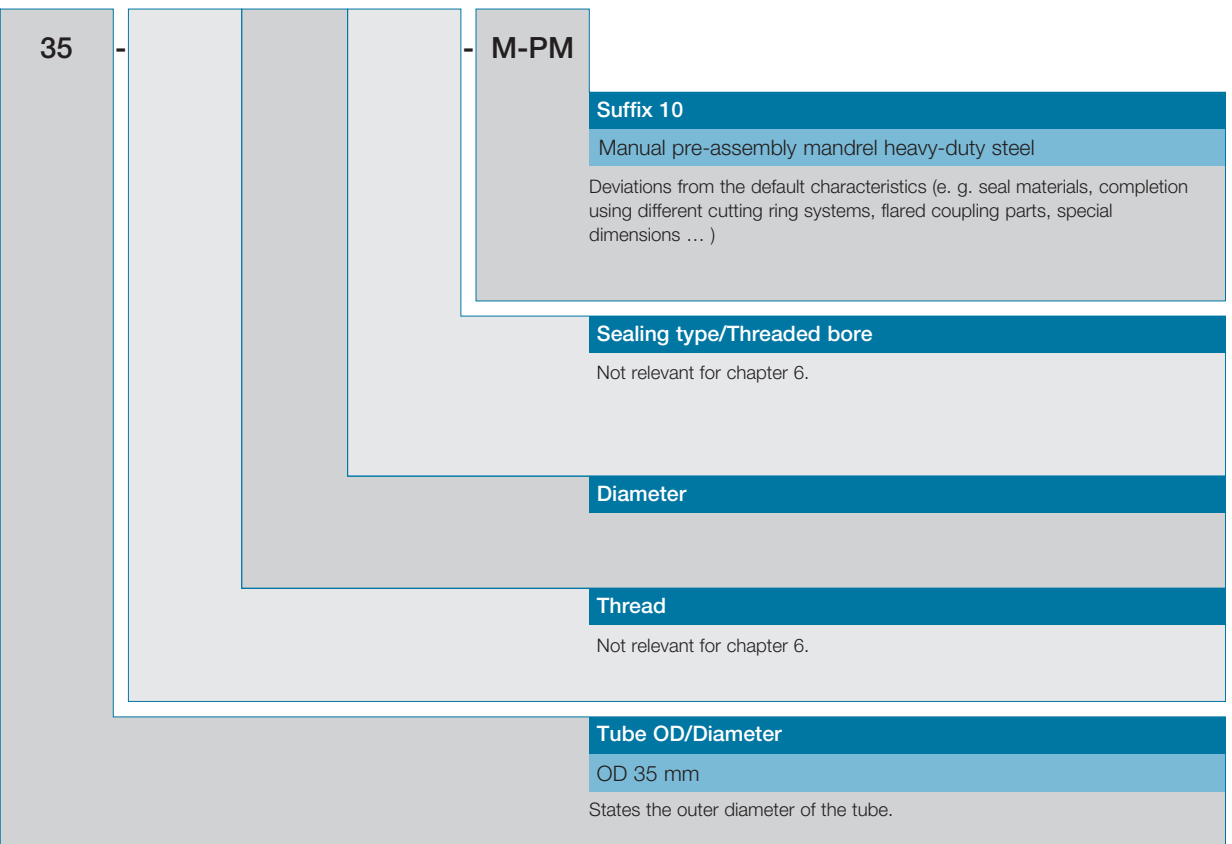 35 - - M-PM
Suffix 10
Manual pre-assembly mandrel heavy-duty steel
Deviations from the default characteristics (e. g. seal materials, completion
using different cutting ring systems, flared coupling parts, special
dimensions … )
Sealing type/Threaded bore
Not relevant for chapter 6.
Diameter
Thread
Not relevant for chapter 6.
Tube OD/Diameter
OD 35 mm
States the outer diameter of the tube.